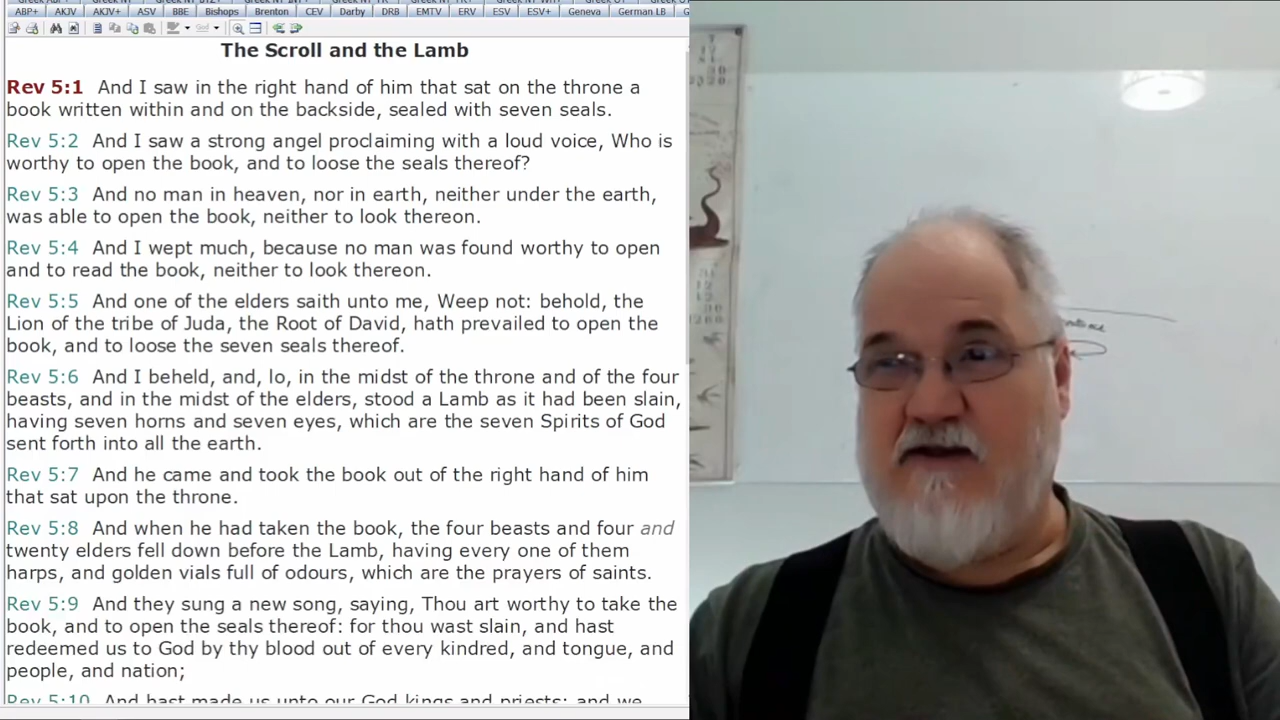 ABP+ AKJV AKJV+ ASV BBE Bishops Brenton CEV Darby DRB EMTV ERV ESV ESV+ Geneva German LB
The Scroll and the Lamb
Rev 5:1 And I saw in the right hand of him that sat on the throne a
book written within and on the backside, sealed with seven seals.
Rev 5:2 And I saw a strong angel proclaiming with a loud voice, Who is
worthy to open the book, and to loose the seals thereof?
Rev 5:3 And no man in heaven, nor in earth, neither under the earth,
was able to open the book, neither to look thereon.
Rev 5:4 And I wept much, because no man was found worthy to open
and to read the book, neither to look thereon.
Rev 5:5 And one of the elders saith unto me, Weep not: behold, the
Lion of the tribe of Juda, the Root of David, hath prevailed to open the
book, and to loose the seven seals thereof.
Rev 5:6 And I beheld, and, lo, in the midst of the throne and of the four
beasts, and in the midst of the elders, stood a Lamb as it had been slain,
having seven horns and seven eyes, which are the seven Spirits of God
sent forth into all the earth.
Rev 5:7 And he came and took the book out of the right hand of him
that sat upon the throne.
Rev 5:8 And when he had taken the book, the four beasts and four and
twenty elders fell down before the Lamb, having every one of them
harps, and golden vials full of odours, which are the prayers of saints.
Rev 5:9 And they sung a new song, saying, Thou art worthy to take the
book, and to open the seals thereof: for thou wast slain, and hast
redeemed us to God by thy blood out of every kindred, and tongue, and
people, and nation;
Rev 5:10 And hast made us unto our God kings and priests: and we